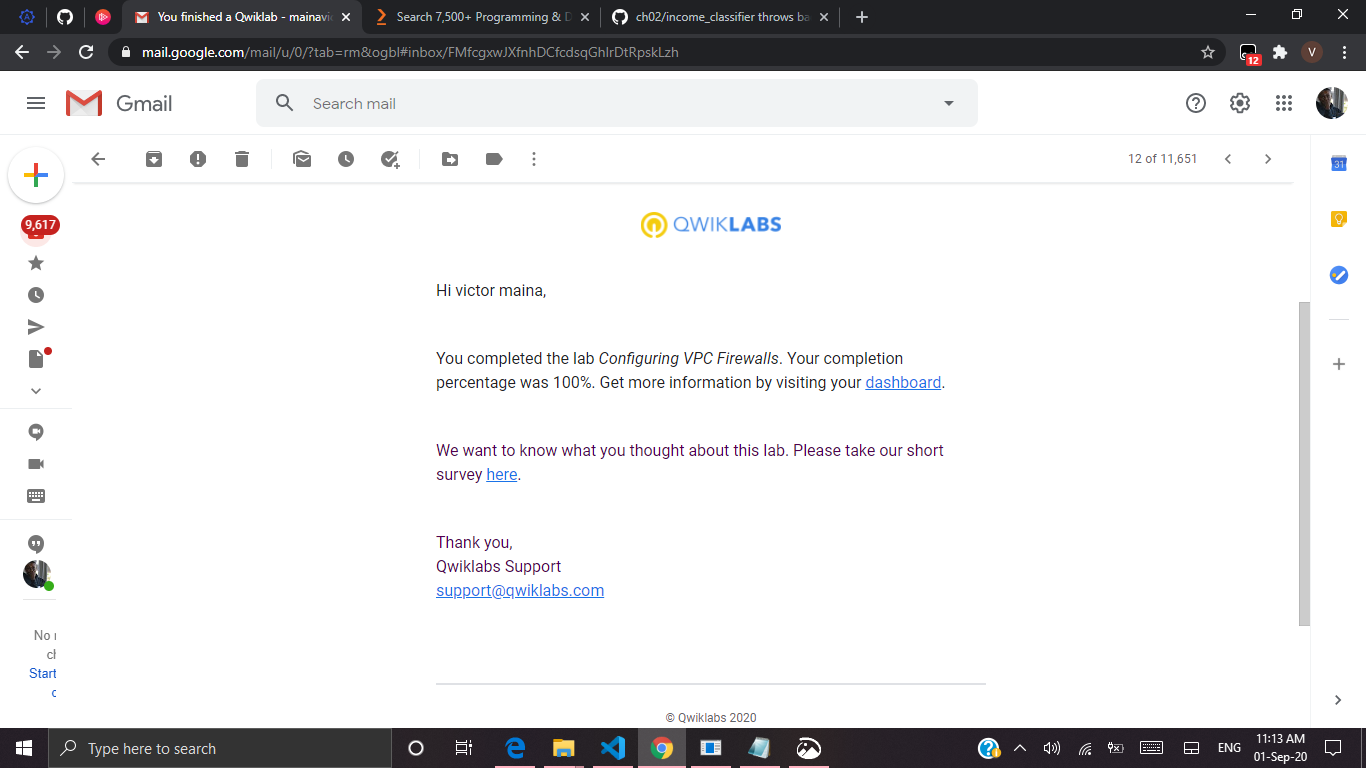 You finished a Qwiklab - mainavic
Search 7,500+ Programming & D
ch02/income_classifier throws ba
mail.google.com/mail/u/0/?tab=rm&ogbl#inbox/FMfcgxwJXfnhDCfcdsqGhlrDtRpskLzh
12
V
Gmail
Search mail
12 of 11,651
31
9,617
QWIKLABS
Hi victor maina,
You completed the lab Configuring VPC Firewalls. Your completion
percentage was 100%. Get more information by visiting your dashboard.
We want to know what you thought about this lab. Please take our short
survey here.
Thank you,
Qwiklabs Support
support@qwiklabs.com
No r
ch
Start
c
© Qwiklabs 2020
Type here to search
ENG
11:13 AM
01-Sep-20